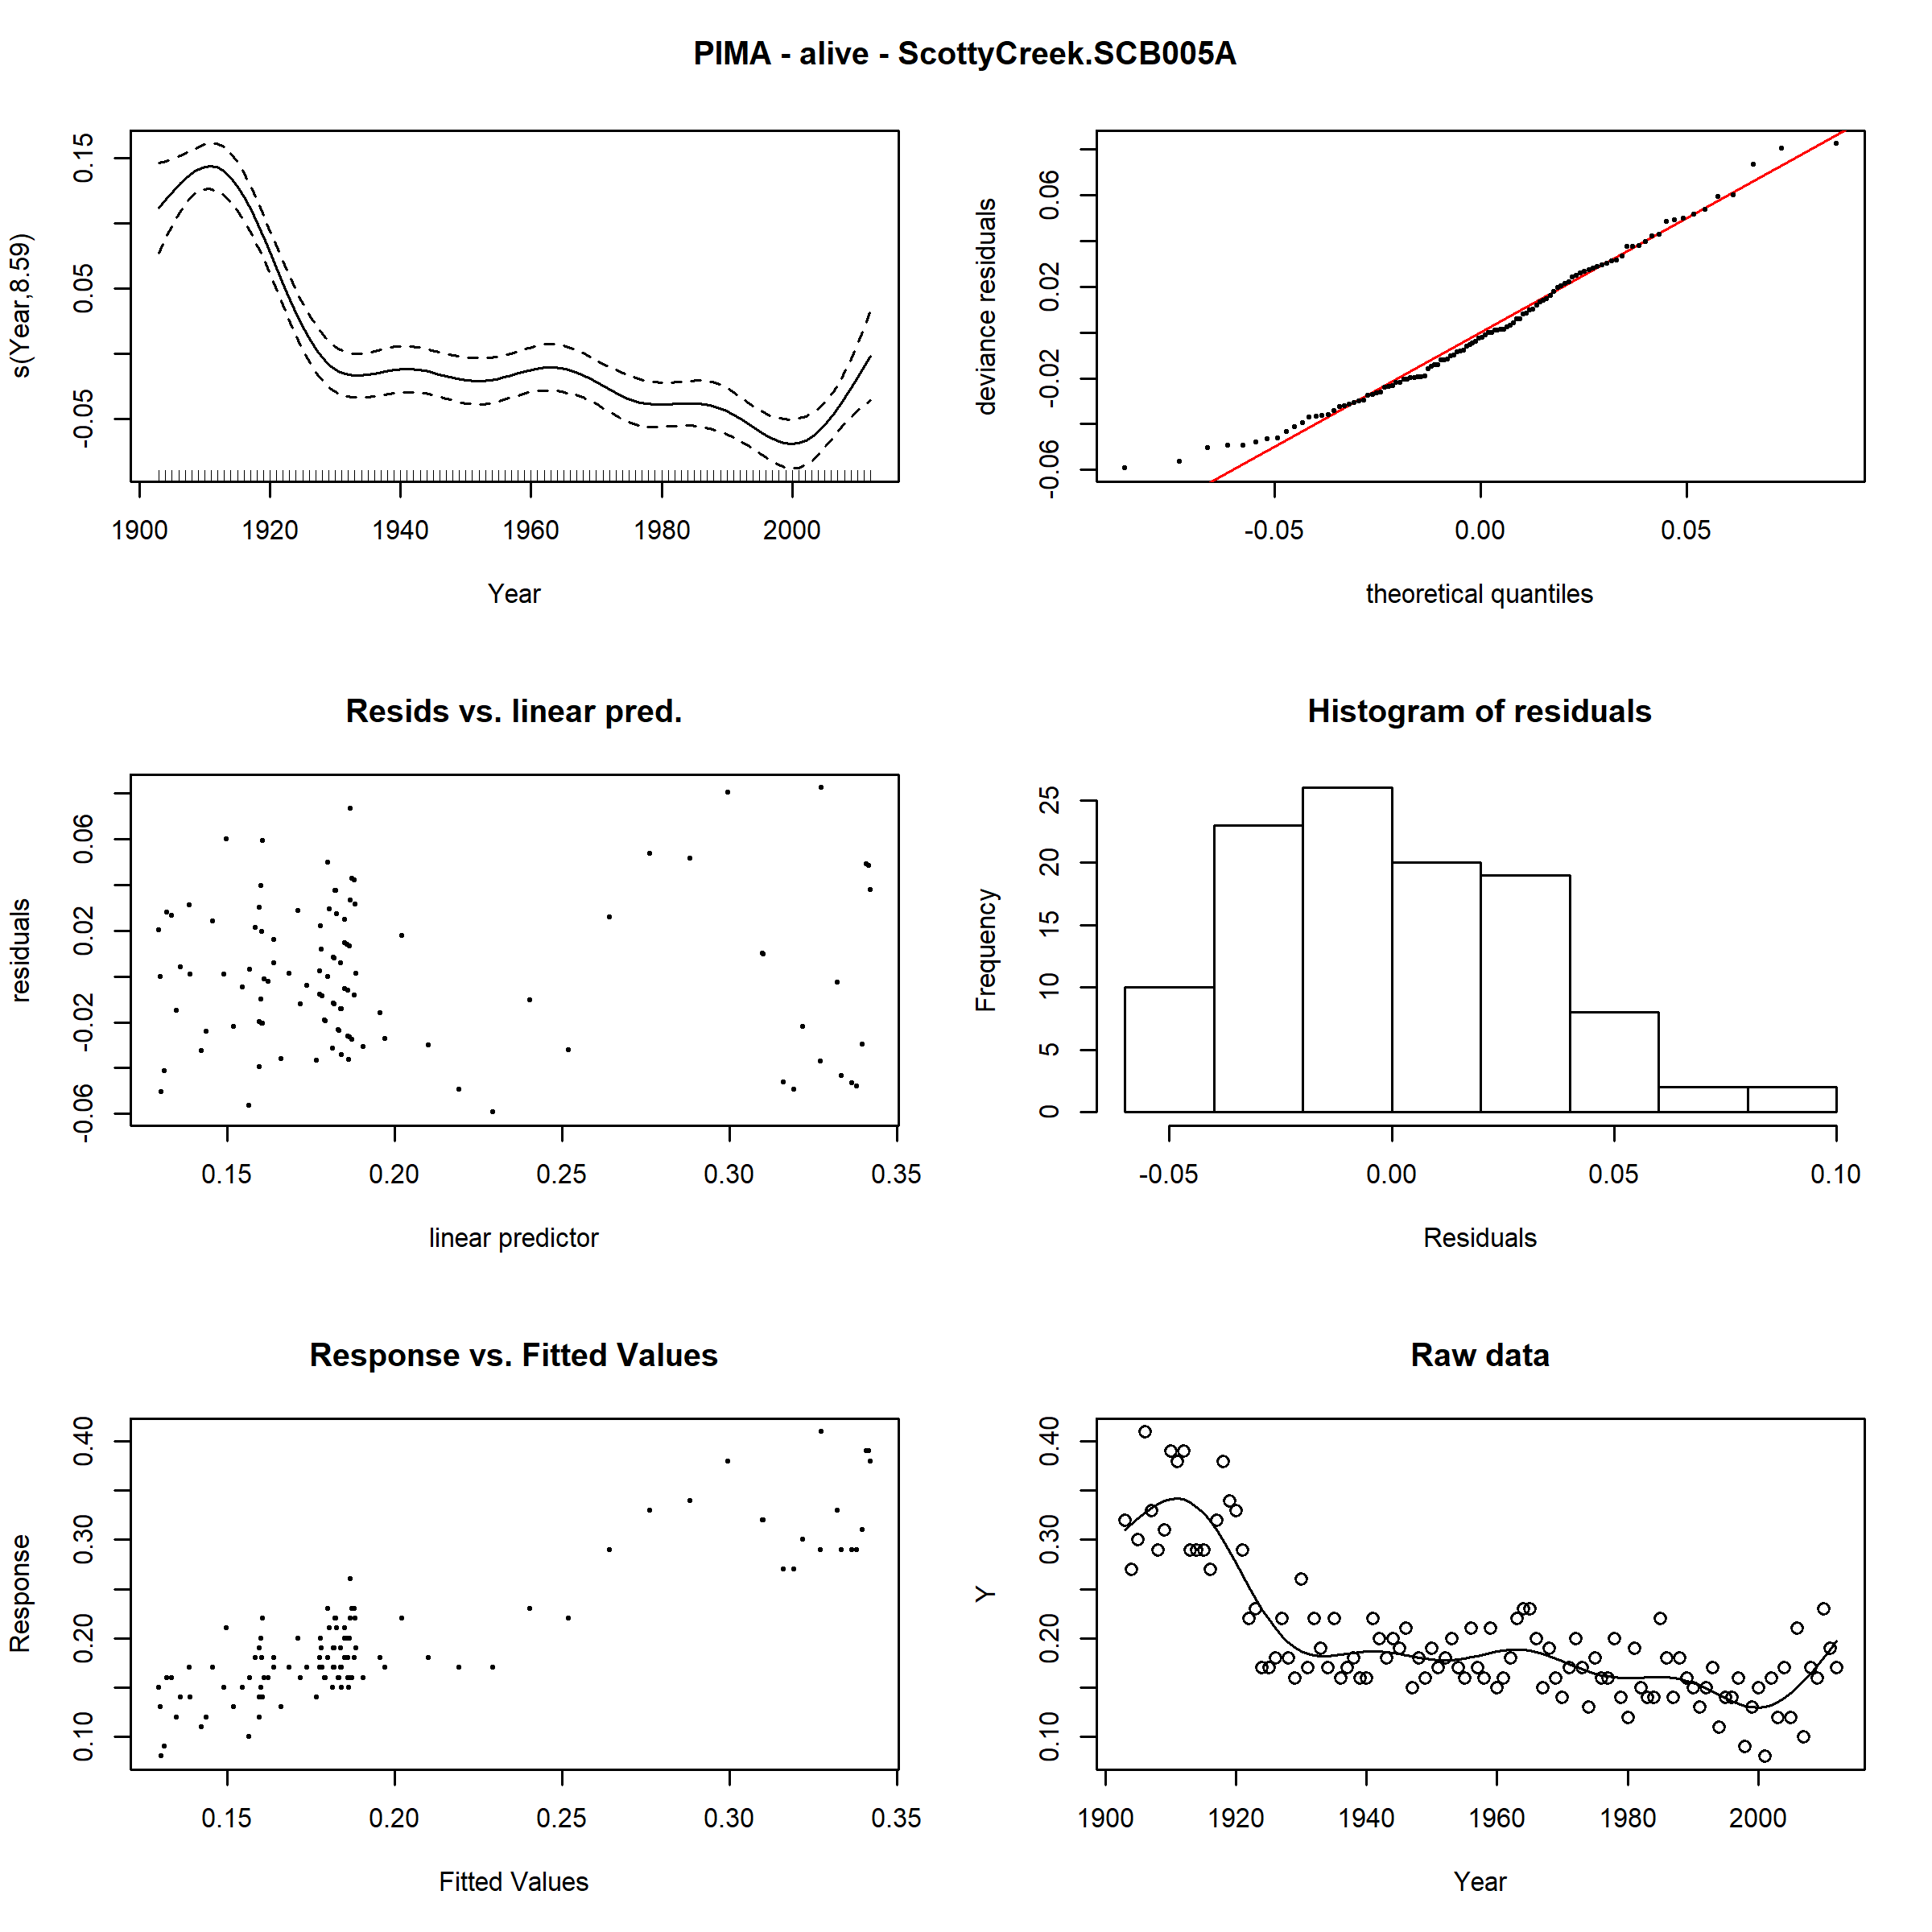 PIMA - alive - ScottyCreek.SCB005A
s(Year,8.59)
0.15
0.05
-0.05
1900 1920 1940 1960 1980 2000
Year
deviance residuals
0.06
0.02
-0.02
-0.06
-0.05 0.00 0.05
theoretical quantiles
Resids vs. linear pred.
residuals
0.06
0.02
-0.02
-0.06
0.15 0.20 0.25 0.30 0.35
linear predictor
Histogram of residuals
Frequency
25
20
15
10
5
0
-0.05 0.00 0.05 0.10
Residuals
Response vs. Fitted Values
Response
0.40
0.30
0.20
0.10
0.15 0.20 0.25 0.30 0.35
Fitted Values
Raw data
Y
0.40
0.30
0.20
0.10
1900 1920 1940 1960 1980 2000
Year